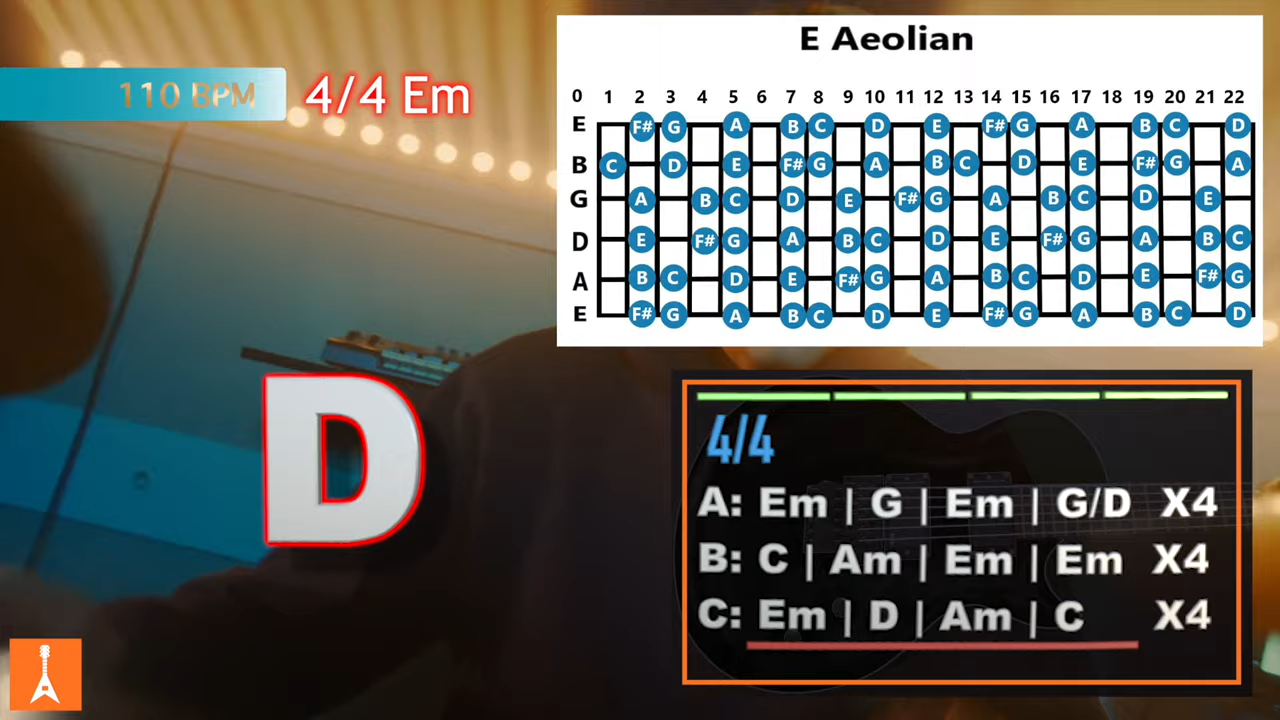 E Aeolian
110 BPM 4/4 Em
0 1 2 3 4 5 6 7 8 9 10 11 12 13 14 15 16 17 18 19 20 21 22
E F# G A B C D E F# G A B C D
B C D E F# G A B C D E F# G A
G A B C D E F# G A B C D E
D E F# G A B C D E F# G A B C
A B C D E F# G A B C D E F# G
E F# G A B C D E F# G A B C D
D
4/4
A: Em | G | Em | G/D X4
B: C | Am | Em | Em X4
C: Em | D | Am | C X4